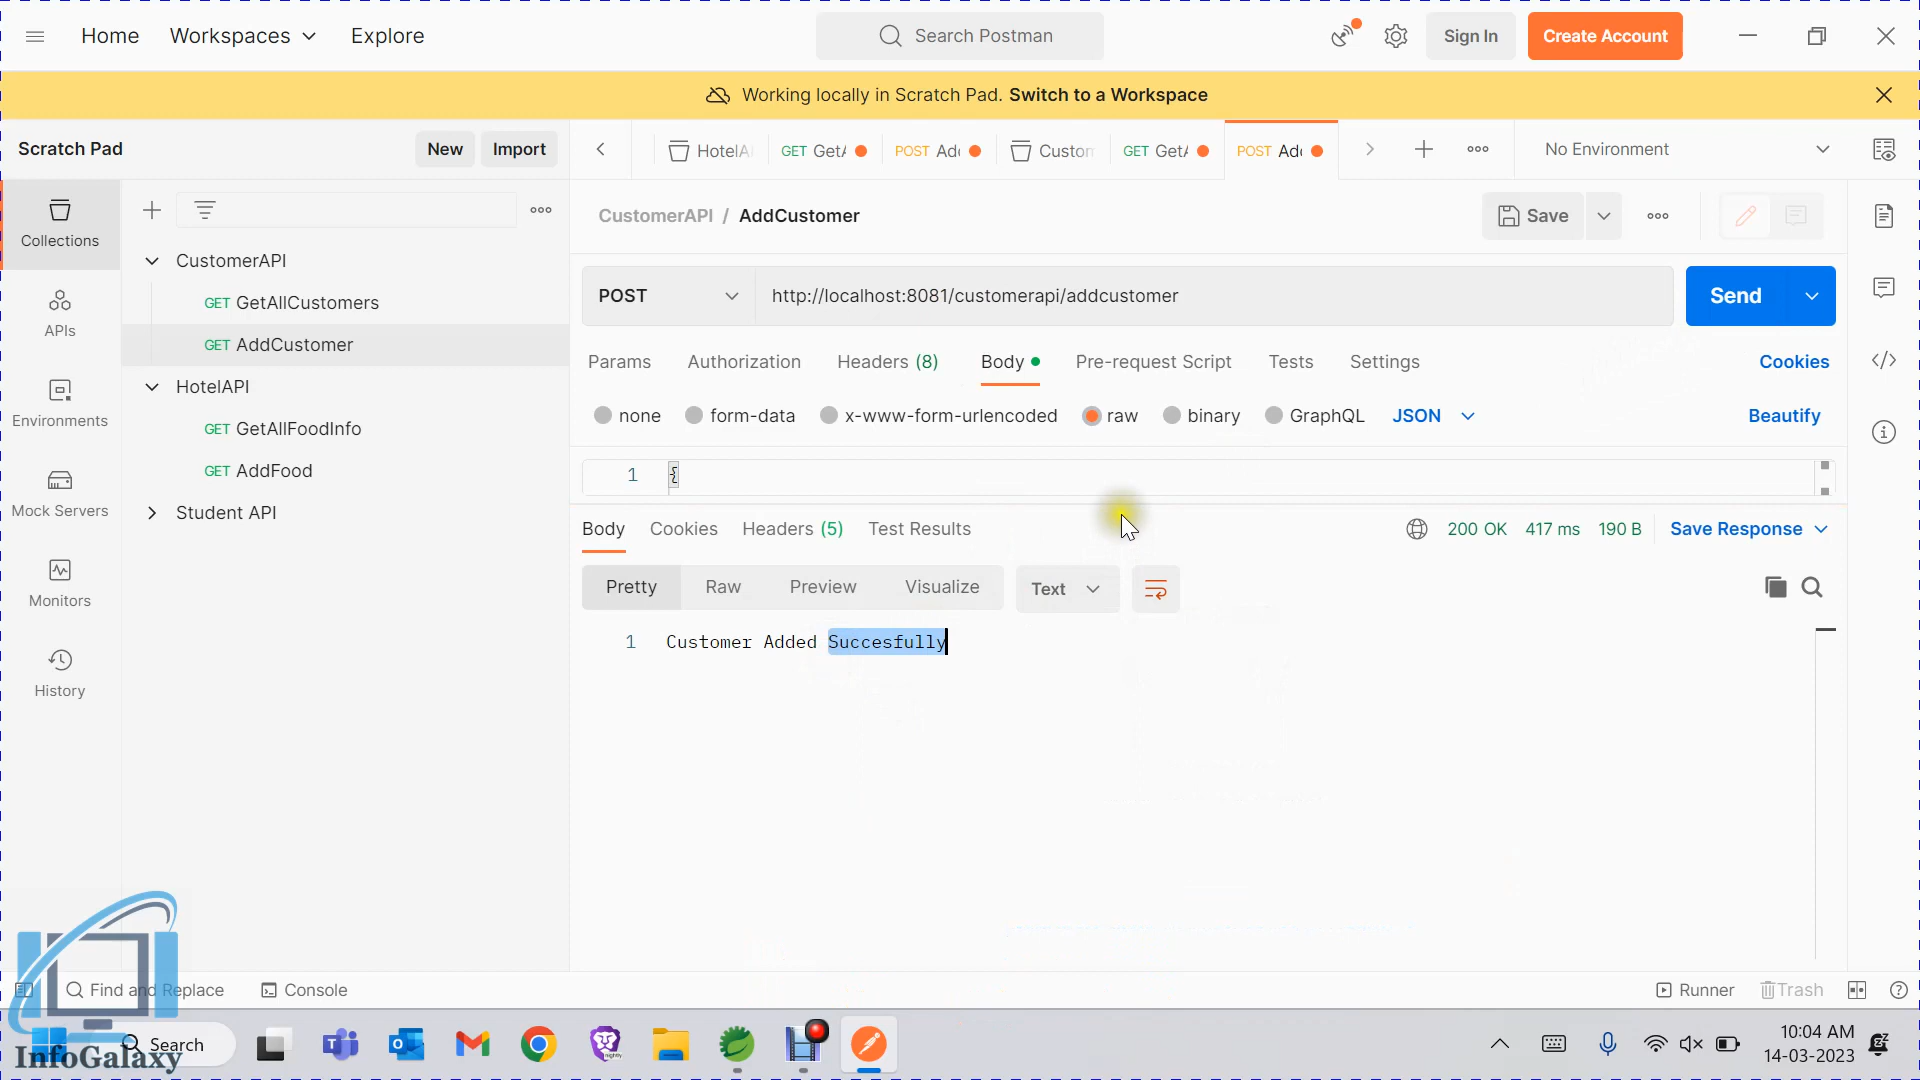 Home Workspaces Explore Search Postman Sign In Create Account
Working locally in Scratch Pad. Switch to a Workspace
Scratch Pad New Import HotelA GET GetA POST Ad Custom GET GetA POST Ad No Environment
CustomerAPI / AddCustomer Save
Collections
APIs
Environments
Mock Servers
Monitors
History
CustomerAPI
GET GetAllCustomers
GET AddCustomer
HotelAPI
GET GetAllFoodInfo
GET AddFood
Student API
POST http://localhost:8081/customerapi/addcustomer Send
Params Authorization Headers (8) Body Pre-request Script Tests Settings Cookies
none form-data x-www-form-urlencoded raw binary GraphQL JSON Beautify
1 {
Body Cookies Headers (5) Test Results 200 OK 417 ms 190 B Save Response
Pretty Raw Preview Visualize Text
1 Customer Added Succesfully
Find and Replace Console Runner Trash
Search
InfoGalaxy
10:04 AM
14-03-2023